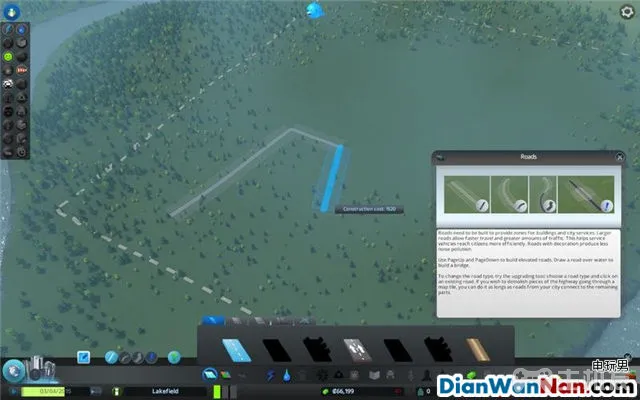 Roads
Roads need to be built to provide zones for buildings and city services. Larger
roads allow faster travel and greater amounts of traffic. This helps service
vehicles reach citizens more efficiently. Roads with decoration produce less
noise pollution.
Use PageUp and PageDown to build elevated roads. Draw a road over water to
build a bridge.
To change the road type, try the upgrading tool: choose a road type and click on
an existing road. If you wish to demolish pieces of the highway going through a
map tile, you can do it as long as roads from your city connect to the remaining
parts.
Construction cost: ₡920
Lakefield
₡66,199
电玩男
DianWanNan.com